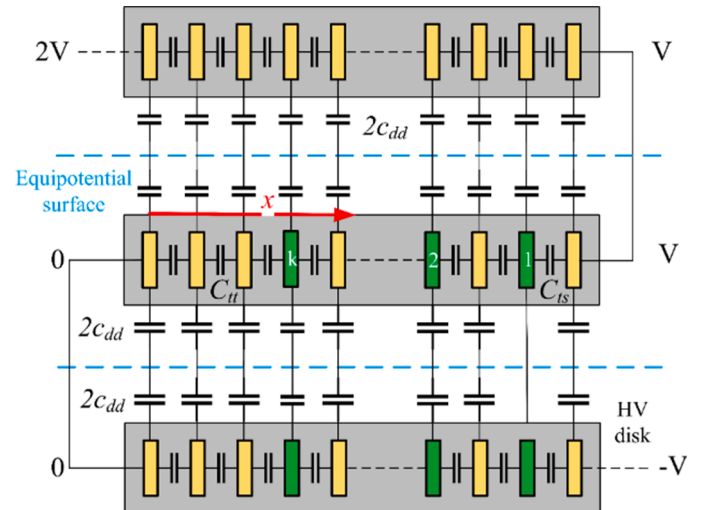 2V V
2c_dd
Equipotential
surface
x
0 k 2 1 V
C_tt C_ts
2c_dd
2c_dd
HV
disk
0 -V